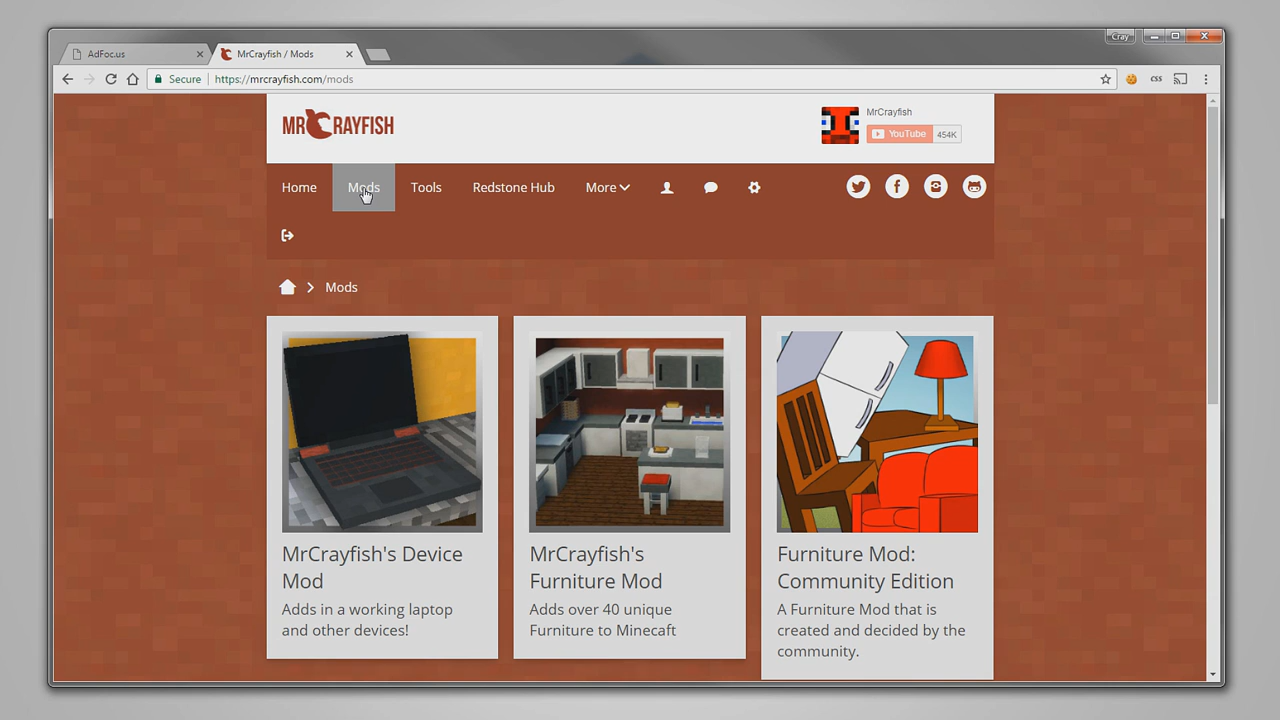 Cray
AdFoc.us
MrCrayfish / Mods
Secure
https://mrcrayfish.com/mods
css
MRCRAYFISH
MrCrayfish
YouTube 454K
Home Mods Tools Redstone Hub More
Mods
MrCrayfish's Device
Mod
Adds in a working laptop
and other devices!
MrCrayfish's
Furniture Mod
Adds over 40 unique
Furniture to Minecaft
Furniture Mod:
Community Edition
A Furniture Mod that is
created and decided by the
community.